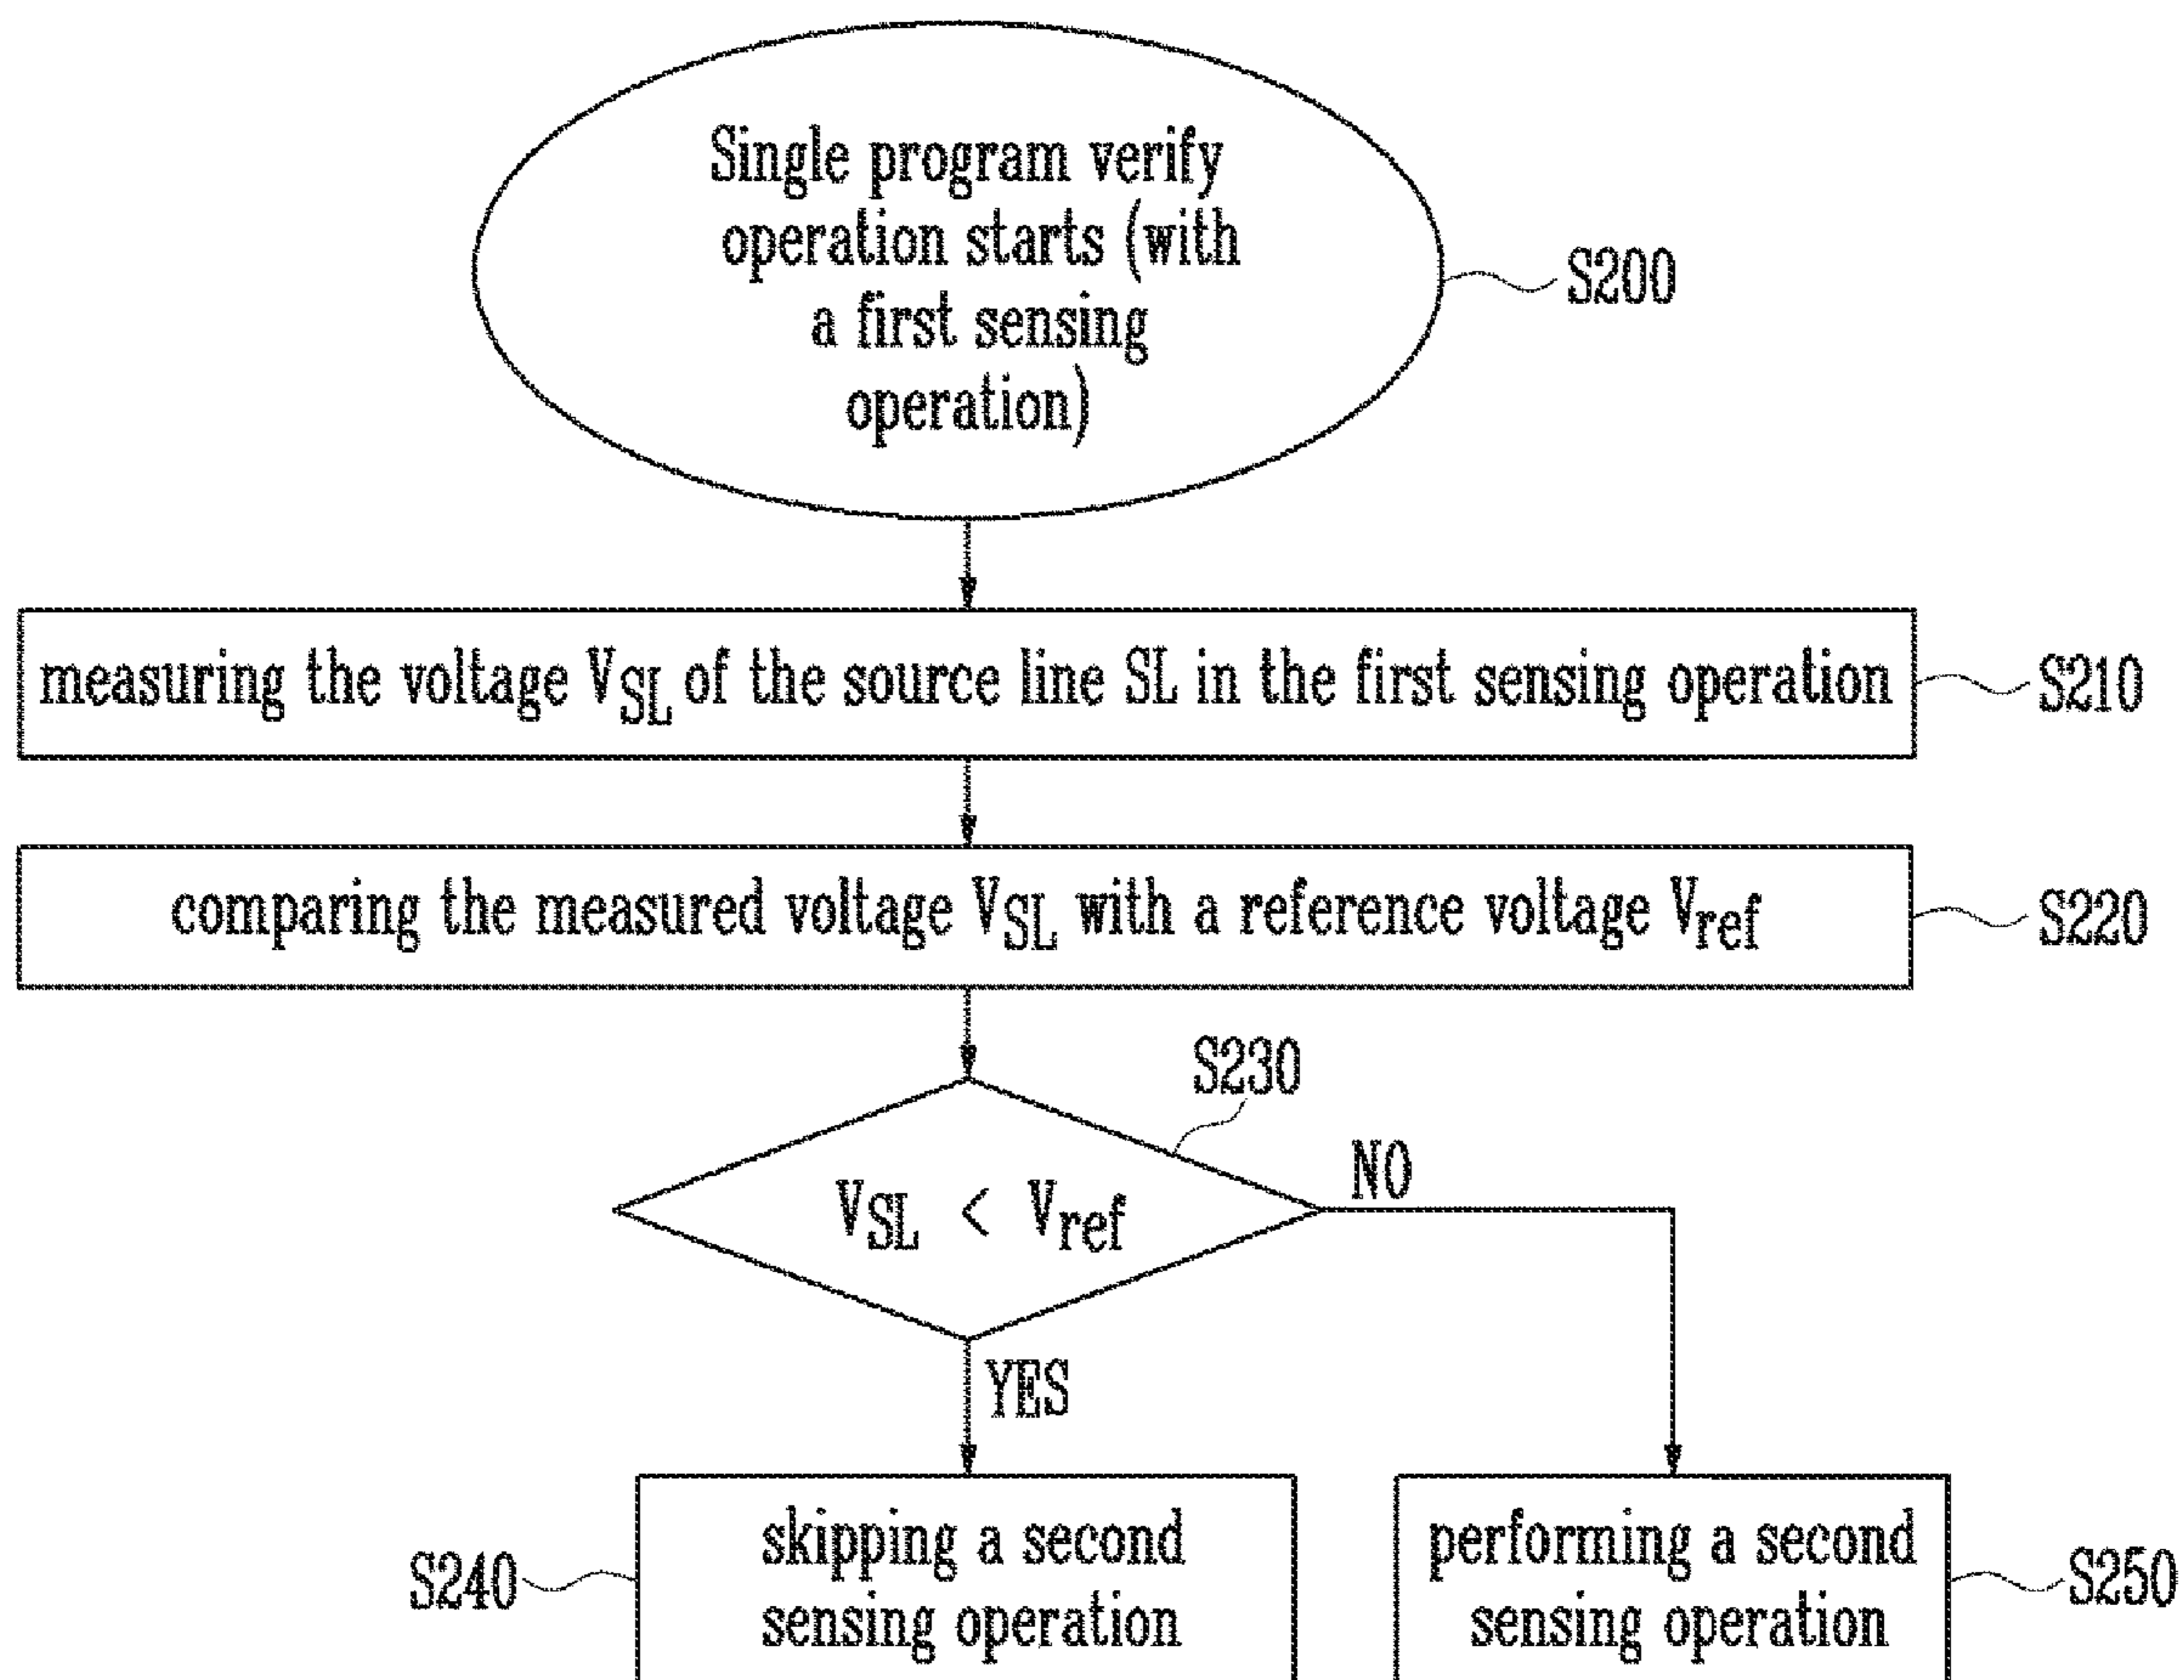 Single program verify
operation starts (with
a first sensing
operation)
S200
measuring the voltage VSL of the source line SL in the first sensing operation
S210
comparing the measured voltage VSL with a reference voltage Vref
S220
S230
VSL < Vref
NO
YES
S240
skipping a second
sensing operation
performing a second
sensing operation
S250